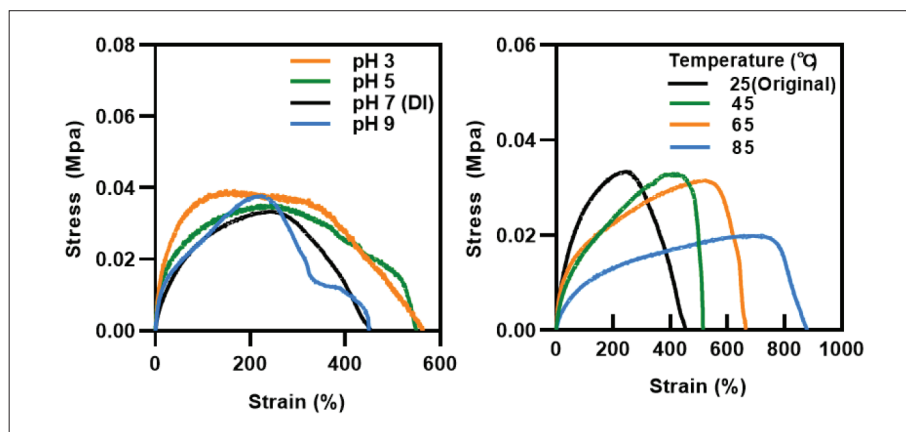 0.08
0.06
0.04
0.02
0.00
Stress (Mpa)
pH 3
pH 5
pH 7 (DI)
pH 9
0
200
400
600
Strain (%)
0.06
0.04
0.02
0.00
Stress (Mpa)
Temperature (℃)
25(Original)
45
65
85
0
200
400
600
800
1000
Strain (%)